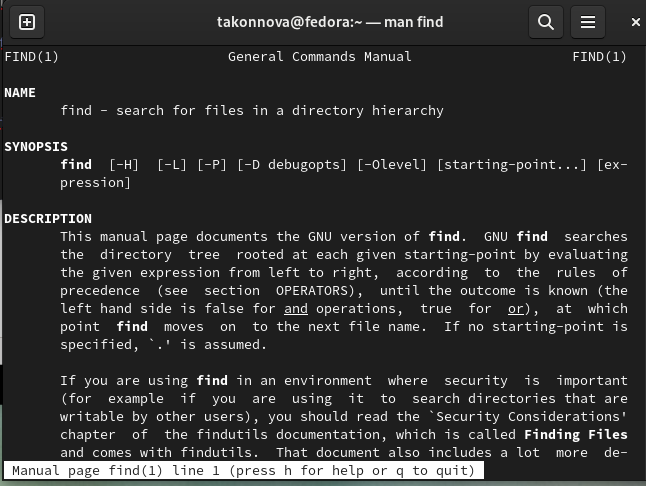 takonnova@fedora:~ — man find
FIND(1) General Commands Manual FIND(1)
NAME
find - search for files in a directory hierarchy
SYNOPSIS
find [-H] [-L] [-P] [-D debugopts] [-Olevel] [starting-point...] [ex-
pression]
DESCRIPTION
This manual page documents the GNU version of find. GNU find searches
the directory tree rooted at each given starting-point by evaluating
the given expression from left to right, according to the rules of
precedence (see section OPERATORS), until the outcome is known (the
left hand side is false for and operations, true for or), at which
point find moves on to the next file name. If no starting-point is
specified, `.' is assumed.
If you are using find in an environment where security is important
(for example if you are using it to search directories that are
writable by other users), you should read the `Security Considerations'
chapter of the findutils documentation, which is called Finding Files
and comes with findutils. That document also includes a lot more de-
Manual page find(1) line 1 (press h for help or q to quit)